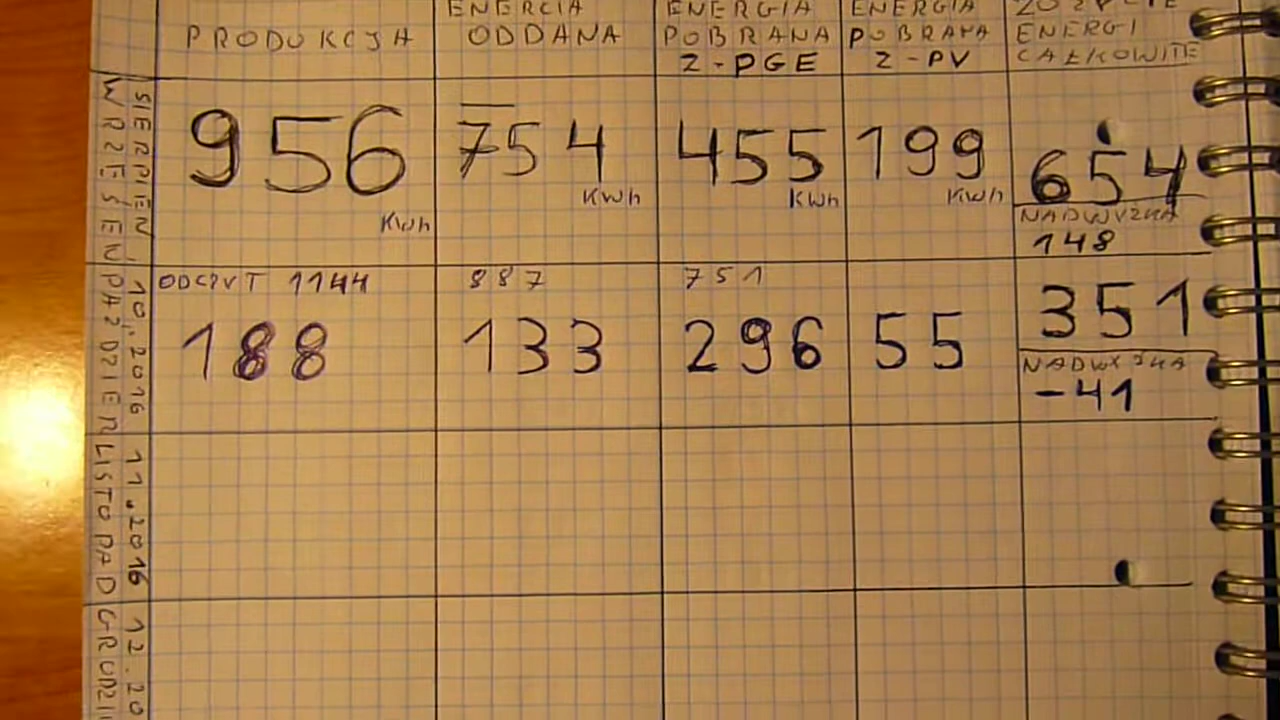 PRODUKCJA
ENERGIA
ODDANA
ENERGIA
POBRANA
Z-PGE
ENERGIA
POBRANA
Z-PV
ENERGI
CAŁKOWITE
SIERPIEŃ
WRZESIEŃ
956
KWh
754
KWh
455
KWh
199
KWh
654
NADWYŻKA
148
10.2016
PAŹDZIER
ODCZYT 1144
188
887
133
751
296
55
351
NADWYŻKA
-41
11.2016
LISTOPAD
12.20
GRUDZI